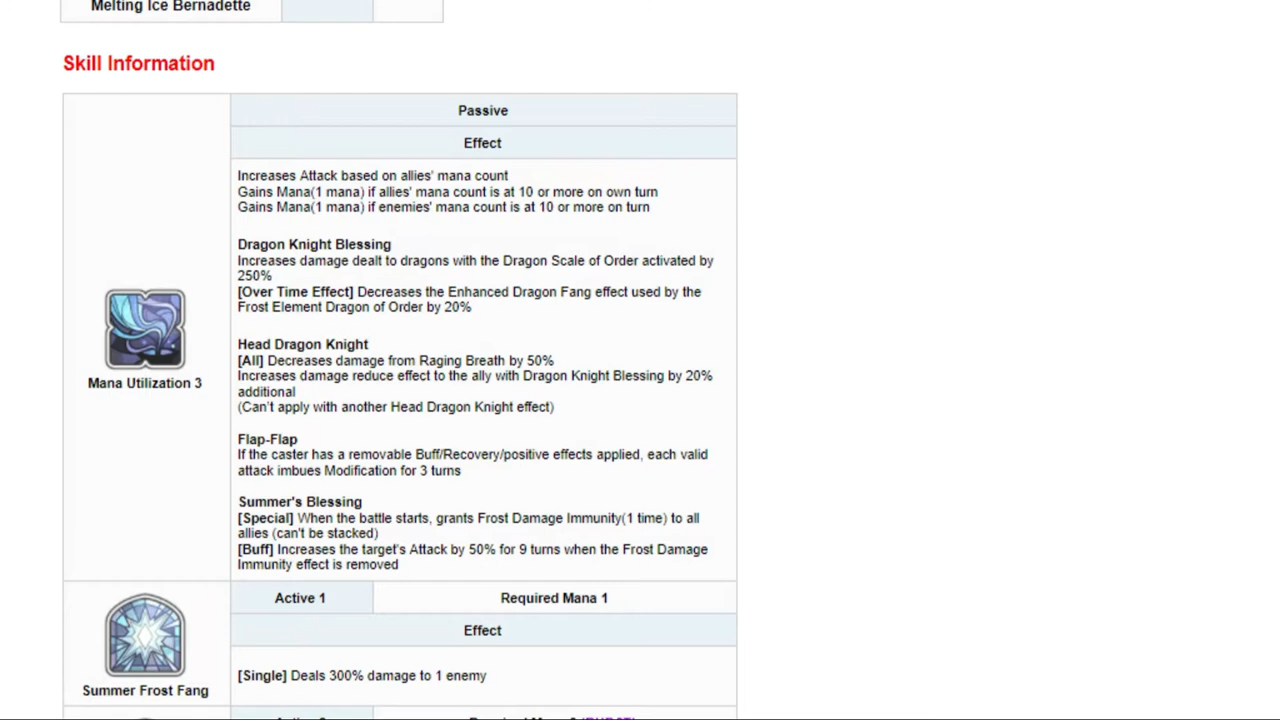 Melting Ice Bernadette
Skill Information
Passive
Effect
Increases Attack based on allies' mana count
Gains Mana(1 mana) if allies' mana count is at 10 or more on own turn
Gains Mana(1 mana) if enemies' mana count is at 10 or more on turn
Dragon Knight Blessing
Increases damage dealt to dragons with the Dragon Scale of Order activated by
250%
[Over Time Effect] Decreases the Enhanced Dragon Fang effect used by the
Frost Element Dragon of Order by 20%
Head Dragon Knight
[All] Decreases damage from Raging Breath by 50%
Increases damage reduce effect to the ally with Dragon Knight Blessing by 20%
additional
(Can't apply with another Head Dragon Knight effect)
Flap-Flap
If the caster has a removable Buff/Recovery/positive effects applied, each valid
attack imbues Modification for 3 turns
Summer's Blessing
[Special] When the battle starts, grants Frost Damage Immunity(1 time) to all
allies (can't be stacked)
[Buff] Increases the target's Attack by 50% for 9 turns when the Frost Damage
Immunity effect is removed
Mana Utilization 3
Active 1
Required Mana 1
Effect
[Single] Deals 300% damage to 1 enemy
Summer Frost Fang